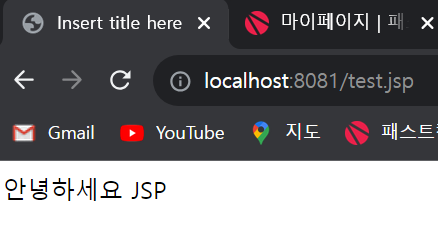 Insert title here
마이페이지 | 패
localhost:8081/test.jsp
Gmail
YouTube
지도
패스트
안녕하세요 JSP